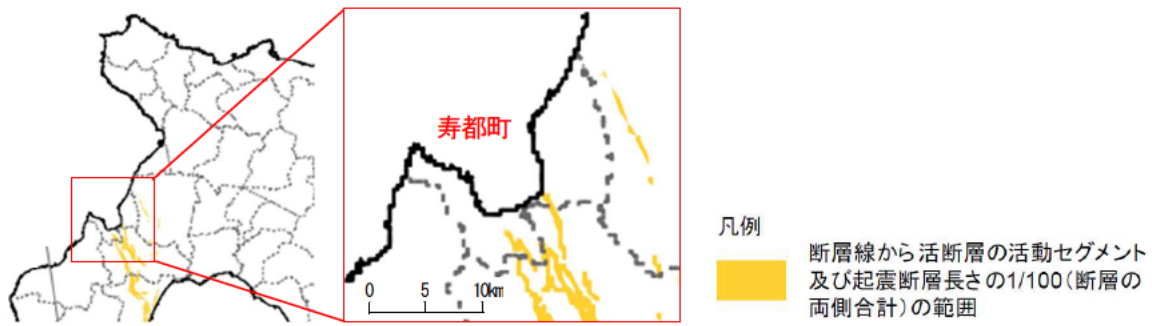 寿都町
0 5 10km
凡例
断層線から活断層の活動セグメント
及び起震断層長さの1/100(断層の
両側合計)の範囲